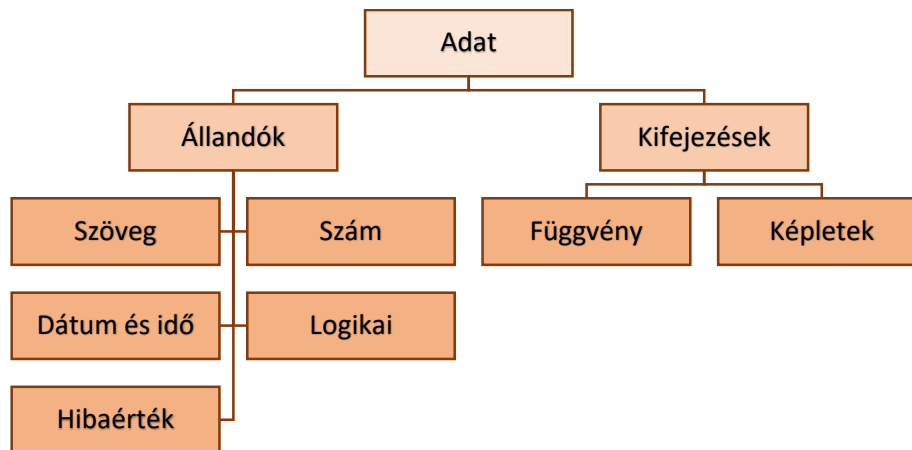 Adat
Állandók
Kifejezések
Szöveg
Szám
Függvény
Képletek
Dátum és idő
Logikai
Hibaérték